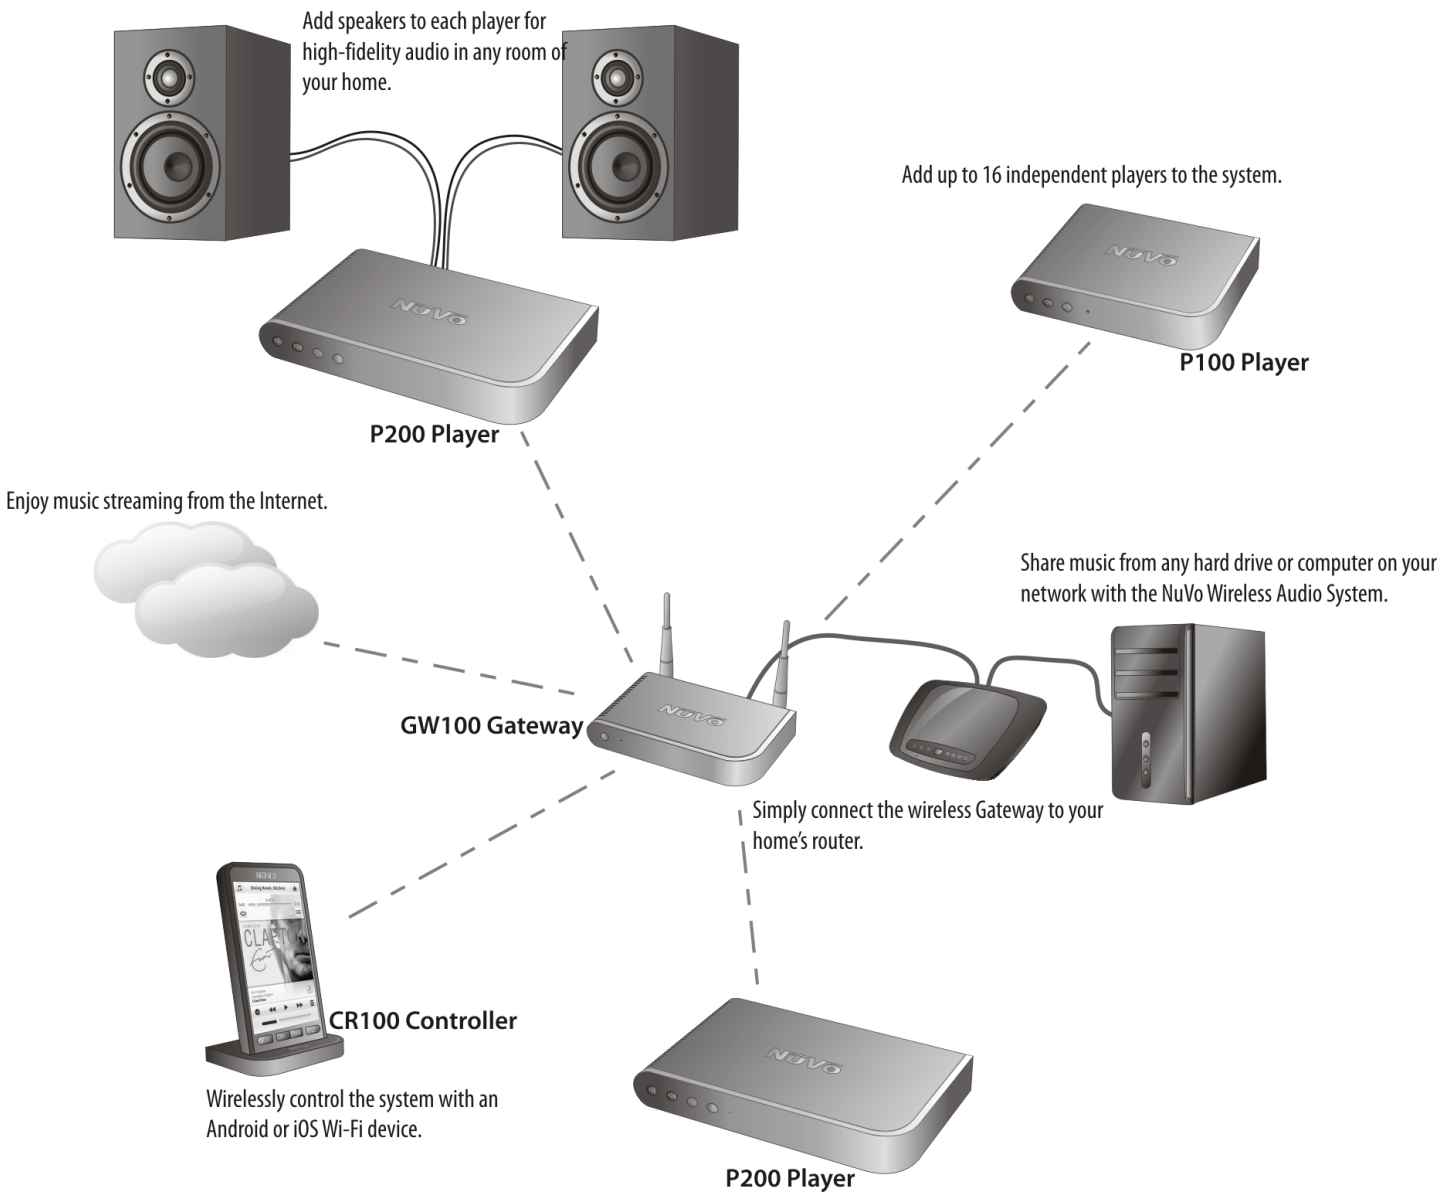 Add speakers to each player for
high-fidelity audio in any room of
your home.
Add up to 16 independent players to the system.
NUVO
NUVO
P100 Player
P200 Player
Enjoy music streaming from the Internet.
Share music from any hard drive or computer on your
network with the NuVo Wireless Audio System.
NUVO
GW100 Gateway
Simply connect the wireless Gateway to your
home’s router.
NUVO
Dining Room, Kitchen
CLAPTO
CR100 Controller
Wirelessly control the system with an
Android or iOS Wi-Fi device.
NUVO
P200 Player